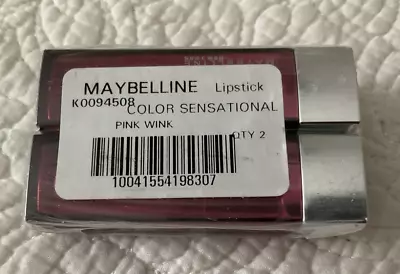 MAYBELLINE Lipstick
K0094508
COLOR SENSATIONAL
PINK WINK
QTY 2
10041554198307